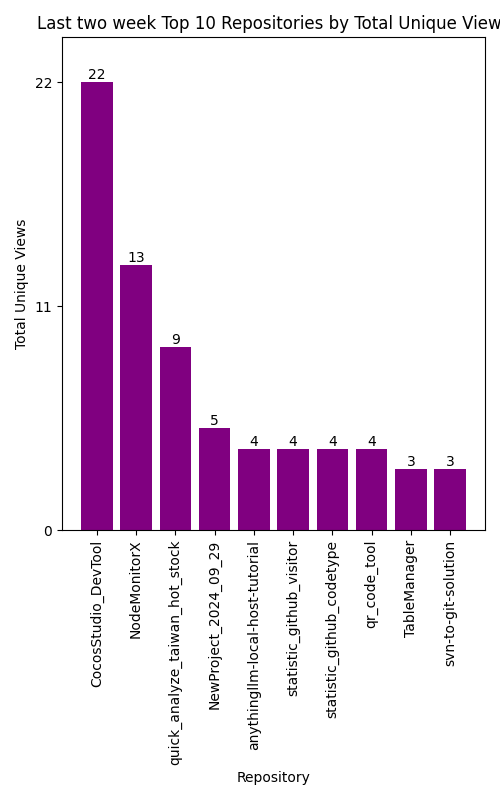 Last two week Top 10 Repositories by Total Unique View
22
13
9
5
4
4
4
4
3
3
22
11
0
Total Unique Views
CocosStudio_DevTool
NodeMonitorX
quick_analyze_taiwan_hot_stock
NewProject_2024_09_29
anythingllm-local-host-tutorial
statistic_github_visitor
statistic_github_codetype
qr_code_tool
TableManager
svn-to-git-solution
Repository